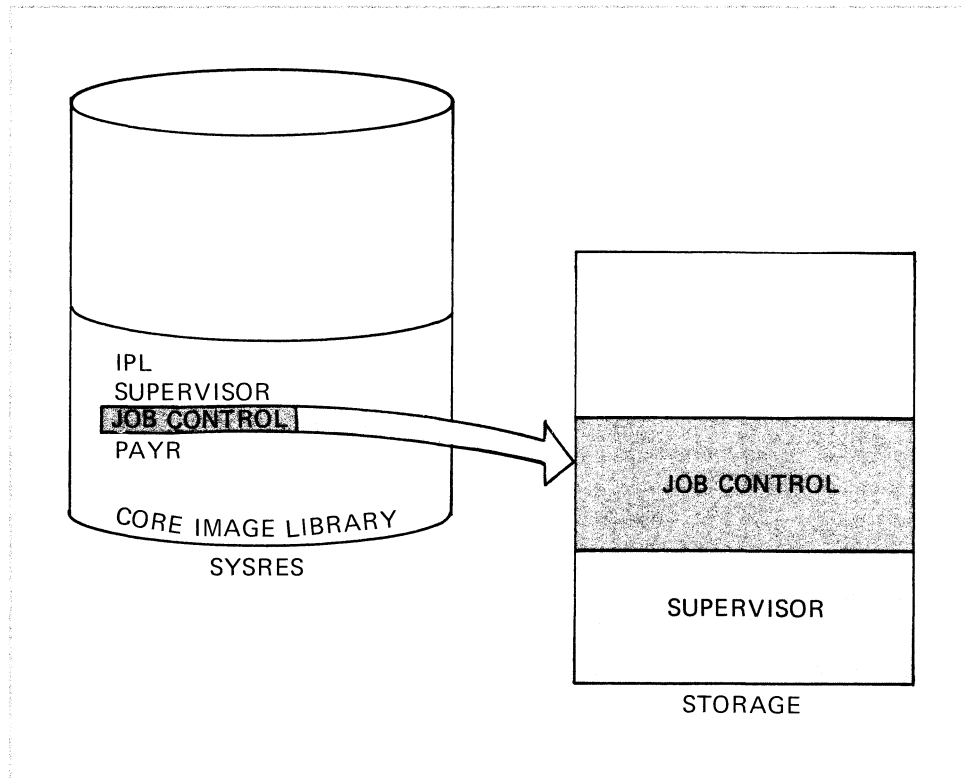 IPL
SUPERVISOR
JOB CONTROL
PAYR
CORE IMAGE LIBRARY
SYSRES
JOB CONTROL
SUPERVISOR
STORAGE